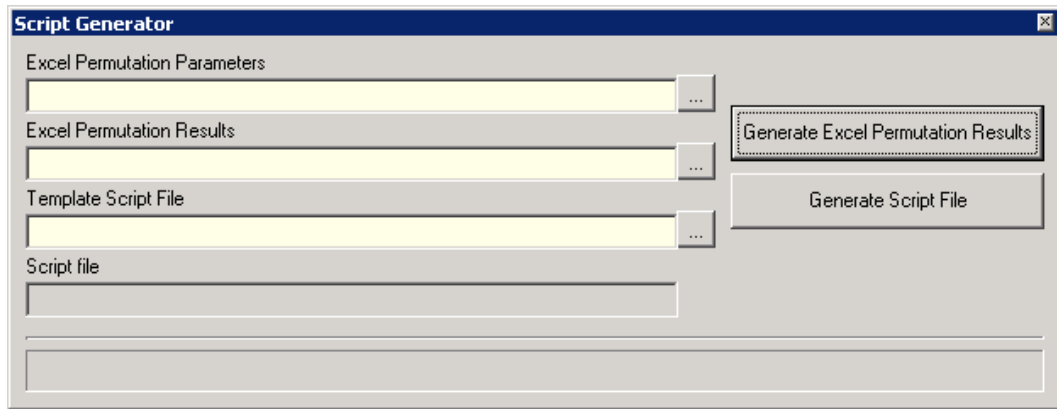 Script Generator
Excel Permutation Parameters
...
Excel Permutation Results
...
Generate Excel Permutation Results
Template Script File
...
Generate Script File
Script file